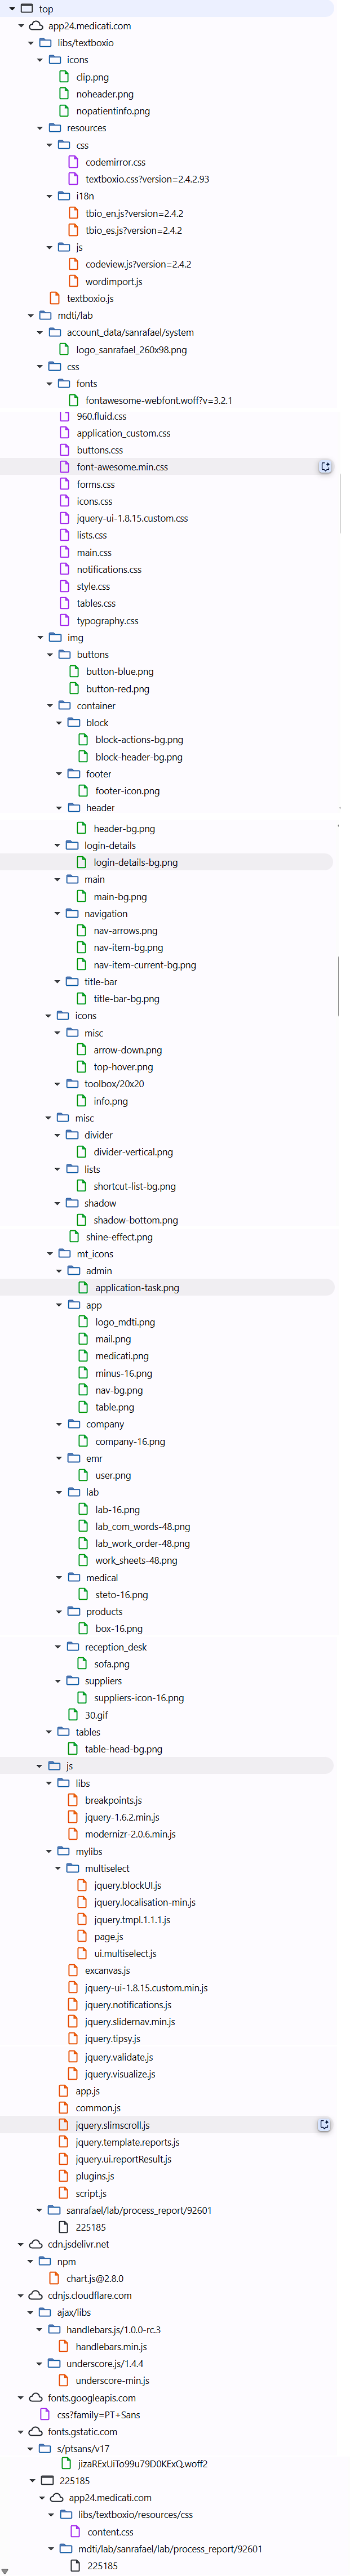 top
app24.medicati.com
libs/textboxio
icons
clip.png
noheader.png
nopatientinfo.png
resources
css
codemirror.css
textboxio.css?version=2.4.2.93
i18n
tbio_en.js?version=2.4.2
tbio_es.js?version=2.4.2
js
codeview.js?version=2.4.2
wordimport.js
textboxio.js
mdti/lab
account_data/sanrafael/system
logo_sanrafael_260x98.png
css
fonts
fontawesome-webfont.woff?v=3.2.1
960.fluid.css
application_custom.css
buttons.css
font-awesome.min.css
forms.css
icons.css
jquery-ui-1.8.15.custom.css
lists.css
main.css
notifications.css
style.css
tables.css
typography.css
img
buttons
button-blue.png
button-red.png
container
block
block-actions-bg.png
block-header-bg.png
footer
footer-icon.png
header
header-bg.png
login-details
login-details-bg.png
main
main-bg.png
navigation
nav-arrows.png
nav-item-bg.png
nav-item-current-bg.png
title-bar
title-bar-bg.png
icons
misc
arrow-down.png
top-hover.png
toolbox/20x20
info.png
misc
divider
divider-vertical.png
lists
shortcut-list-bg.png
shadow
shadow-bottom.png
shine-effect.png
mt_icons
admin
application-task.png
app
logo_mdti.png
mail.png
medicati.png
minus-16.png
nav-bg.png
table.png
company
company-16.png
emr
user.png
lab
lab-16.png
lab_com_words-48.png
lab_work_order-48.png
work_sheets-48.png
medical
steto-16.png
products
box-16.png
reception_desk
sofa.png
suppliers
suppliers-icon-16.png
30.gif
tables
table-head-bg.png
js
libs
breakpoints.js
jquery-1.6.2.min.js
modernizr-2.0.6.min.js
mylibs
multiselect
jquery.blockUI.js
jquery.localisation-min.js
jquery.tmpl.1.1.1.js
page.js
ui.multiselect.js
excanvas.js
jquery-ui-1.8.15.custom.min.js
jquery.notifications.js
jquery.slidernav.min.js
jquery.tipsy.js
jquery.validate.js
jquery.visualize.js
app.js
common.js
jquery.slimscroll.js
jquery.template.reports.js
jquery.ui.reportResult.js
plugins.js
script.js
sanrafael/lab/process_report/92601
225185
cdn.jsdelivr.net
npm
chart.js@2.8.0
cdnjs.cloudflare.com
ajax/libs
handlebars.js/1.0.0-rc.3
handlebars.min.js
underscore.js/1.4.4
underscore-min.js
fonts.googleapis.com
css?family=PT+Sans
fonts.gstatic.com
s/ptsans/v17
jizaRExUiTo99u79D0KExQ.woff2
225185
app24.medicati.com
libs/textboxio/resources/css
content.css
mdti/lab/sanrafael/lab/process_report/92601
225185